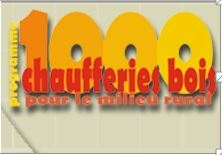 programme
1000
chaufferies bois
pour le milieu rural